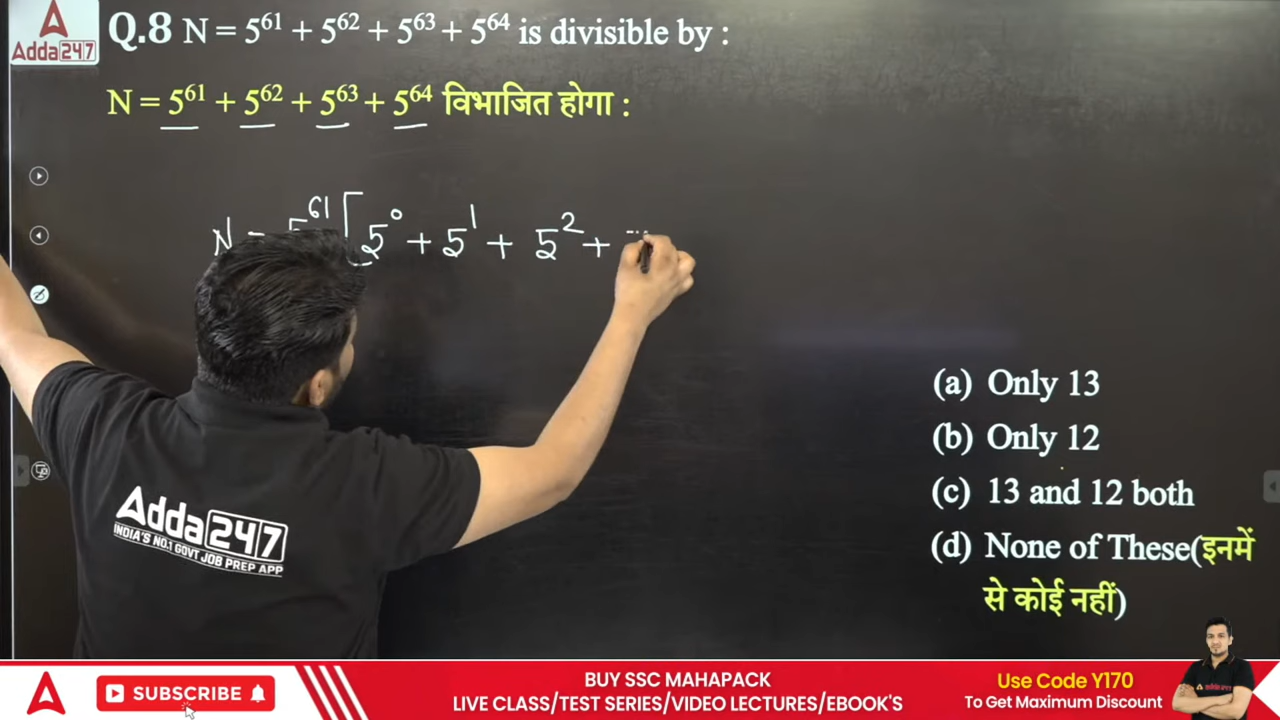 Adda247
Q.8 N = 5⁶¹ + 5⁶² + 5⁶³ + 5⁶⁴ is divisible by :
N = 5⁶¹ + 5⁶² + 5⁶³ + 5⁶⁴ विभाजित होगा :
N = 5⁶¹ [5⁰ + 5¹ + 5² +
(a) Only 13
(b) Only 12
(c) 13 and 12 both
(d) None of These(इनमें
से कोई नहीं)
Adda247
INDIA'S NO.1 GOVT JOB PREP APP
SUBSCRIBE
BUY SSC MAHAPACK
LIVE CLASS/TEST SERIES/VIDEO LECTURES/EBOOK'S
Use Code Y170
To Get Maximum Discount